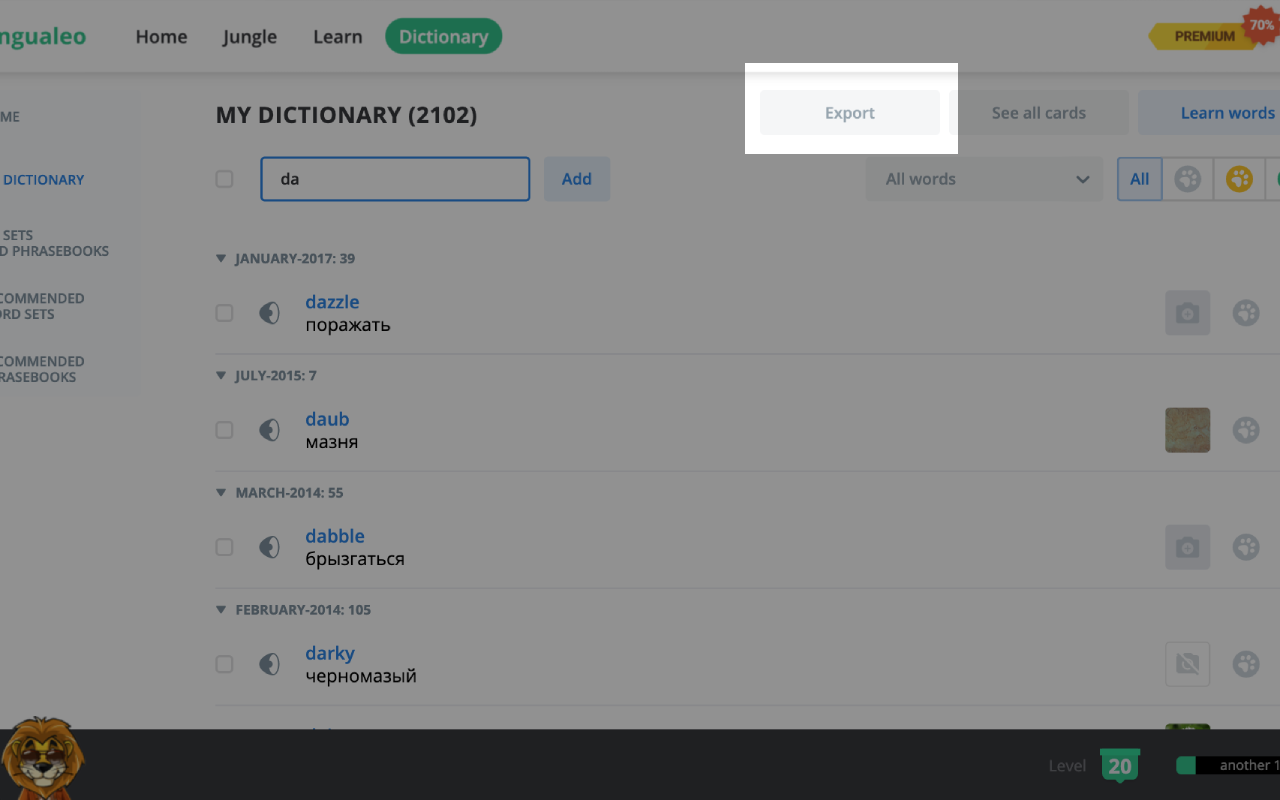 ngualeo
Home
Jungle
Learn
Dictionary
PREMIUM
70%
ME
DICTIONARY
SETS
D PHRASEBOOKS
COMMENDED
RD SETS
COMMENDED
RASEBOOKS
MY DICTIONARY (2102)
Export
See all cards
Learn words
da
Add
All words
All
JANUARY-2017: 39
dazzle
поражать
JULY-2015: 7
daub
мазня
MARCH-2014: 55
dabble
брызгаться
FEBRUARY-2014: 105
darky
черномазый
Level
20
another 1